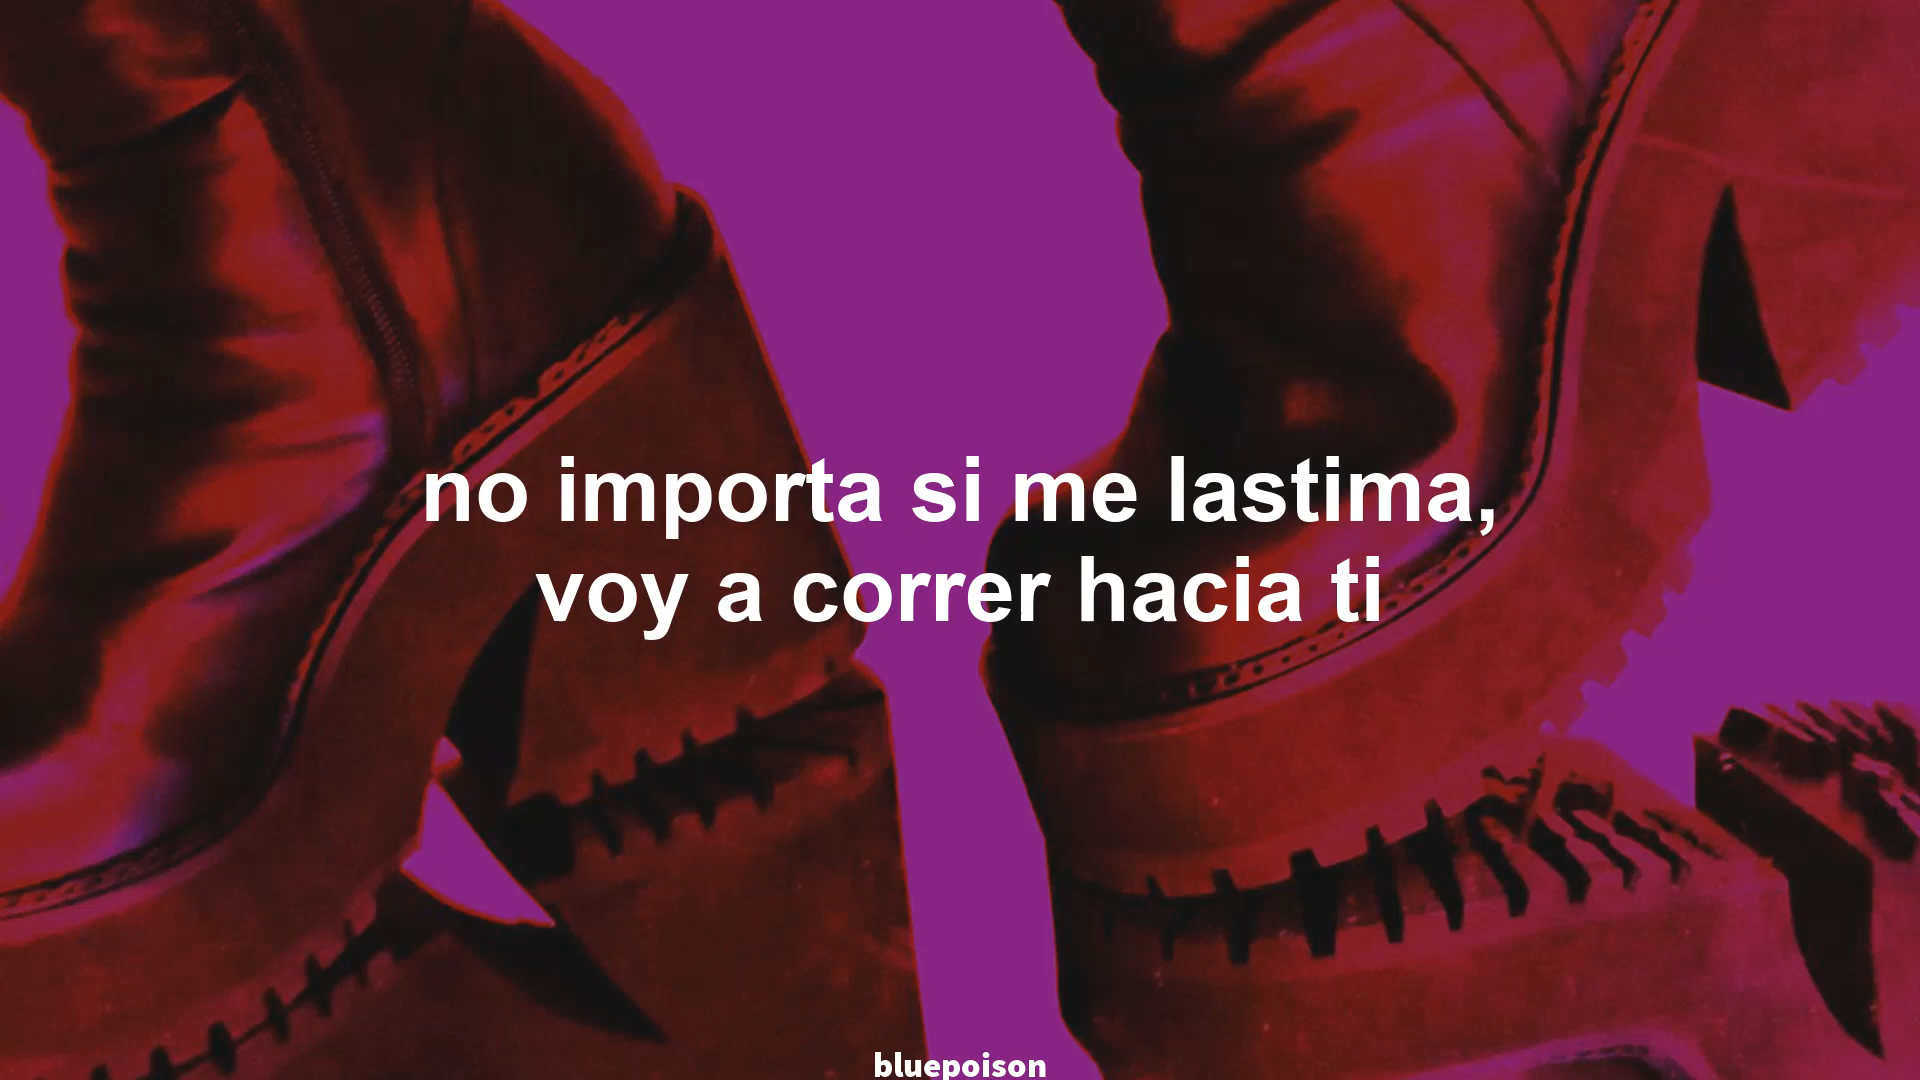 no importa si me lastima,
voy a correr hacia ti
bluepoison